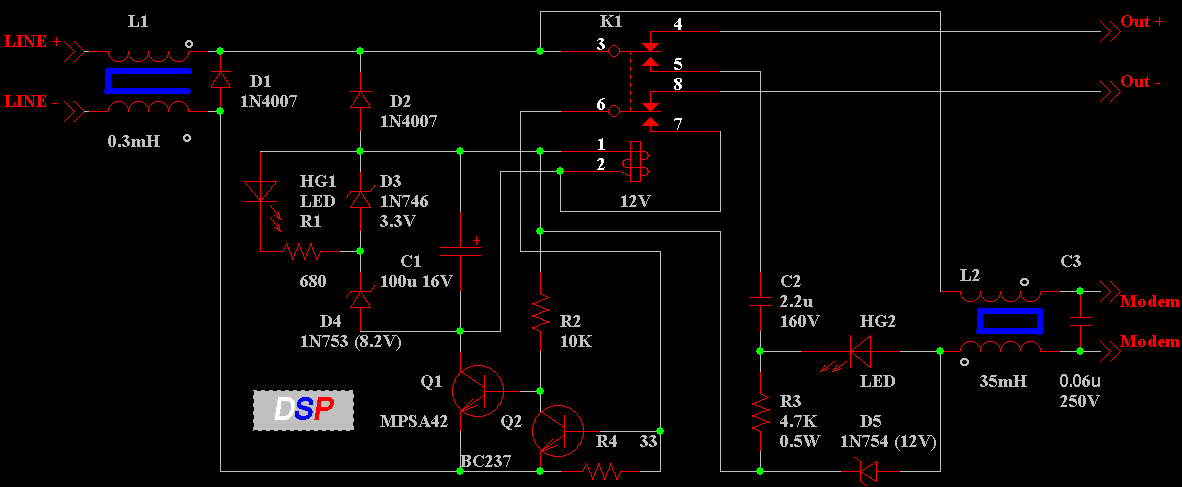 L1
K1
4
Out +
LINE +
3
5
D1
1N4007
8
Out -
LINE -
D2
1N4007
6
7
0.3mH
1
2
12V
HG1
LED
R1
D3
1N746
3.3V
680
C1
100u 16V
+
L2
C3
C2
2.2u
160V
Modem
D4
1N753 (8.2V)
R2
10K
HG2
LED
Modem
35mH
0.06u
250V
Q1
MPSA42
DSP
Q2
BC237
R4
33
R3
4.7K
0.5W
D5
1N754 (12V)